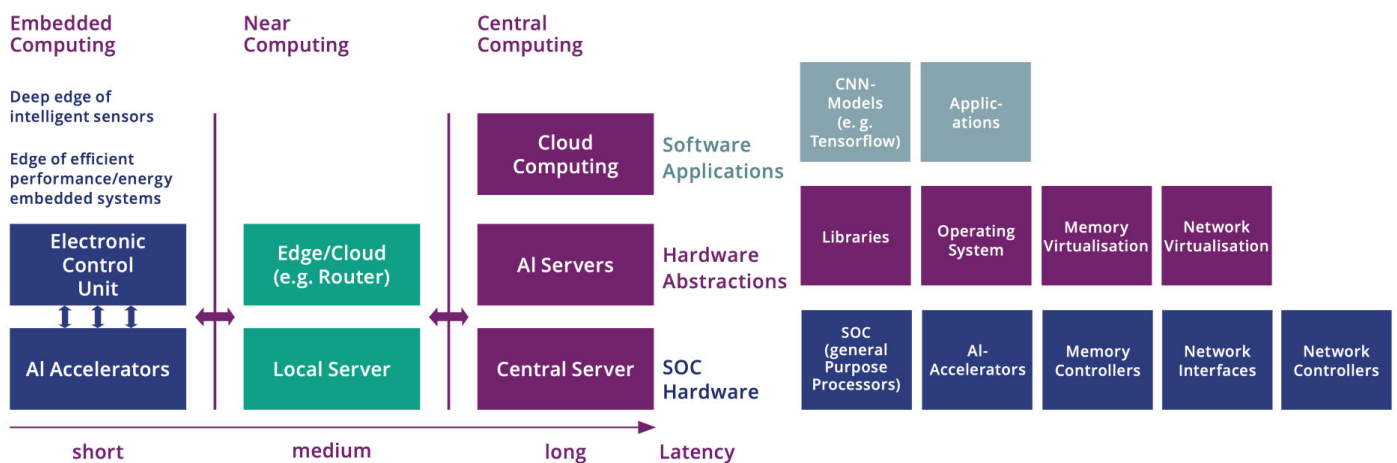 Embedded
Computing
Near
Computing
Central
Computing
Deep edge of
intelligent sensors
Edge of efficient
performance/energy
embedded systems
Electronic
Control
Unit
AI Accelerators
Edge/Cloud
(e.g. Router)
Local Server
Cloud
Computing
AI Servers
Central Server
Software
Applications
Hardware
Abstractions
SOC
Hardware
short
medium
long
Latency
CNN-
Models
(e. g.
Tensorflow)
Applic-
ations
Libraries
Operating
System
Memory
Virtualisation
Network
Virtualisation
SOC
(general
Purpose
Processors)
AI-
Accelerators
Memory
Controllers
Network
Interfaces
Network
Controllers